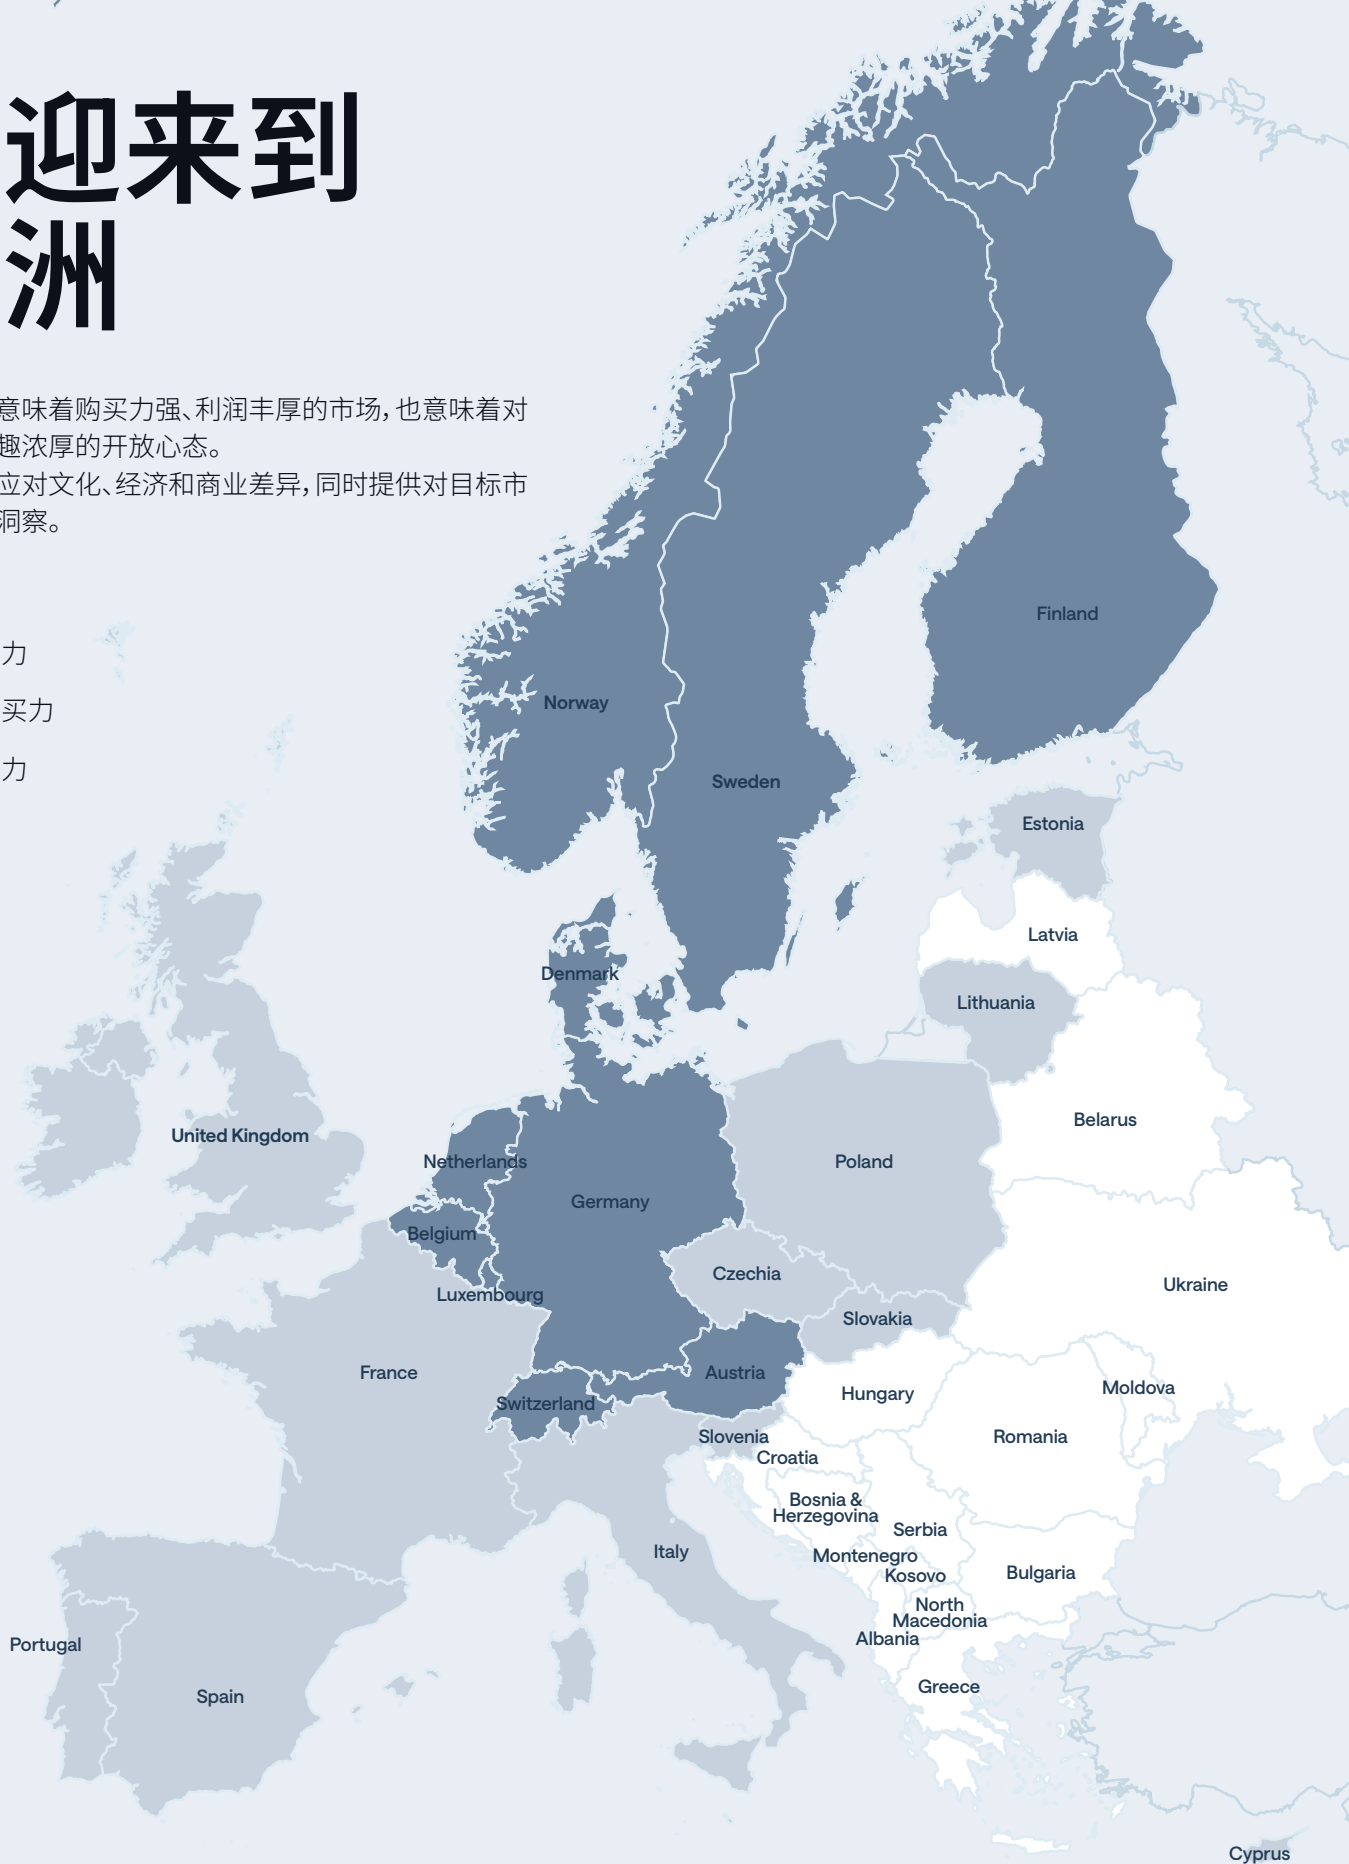 迎来到
洲
意味着购买力强、利润丰厚的市场，也意味着对
趣浓厚的开放心态。
应对文化、经济和商业差异，同时提供对目标市
洞察。
力
买力
力
Finland
Norway
Sweden
Estonia
Latvia
Denmark
Lithuania
Belarus
United Kingdom
Netherlands
Poland
Germany
Belgium
Czechia
Ukraine
Luxembourg
Slovakia
France
Austria
Moldova
Hungary
Switzerland
Slovenia
Romania
Croatia
Bosnia &
Herzegovina
Serbia
Italy
Montenegro
Bulgaria
Kosovo
North
Macedonia
Albania
Portugal
Greece
Spain
Cyprus